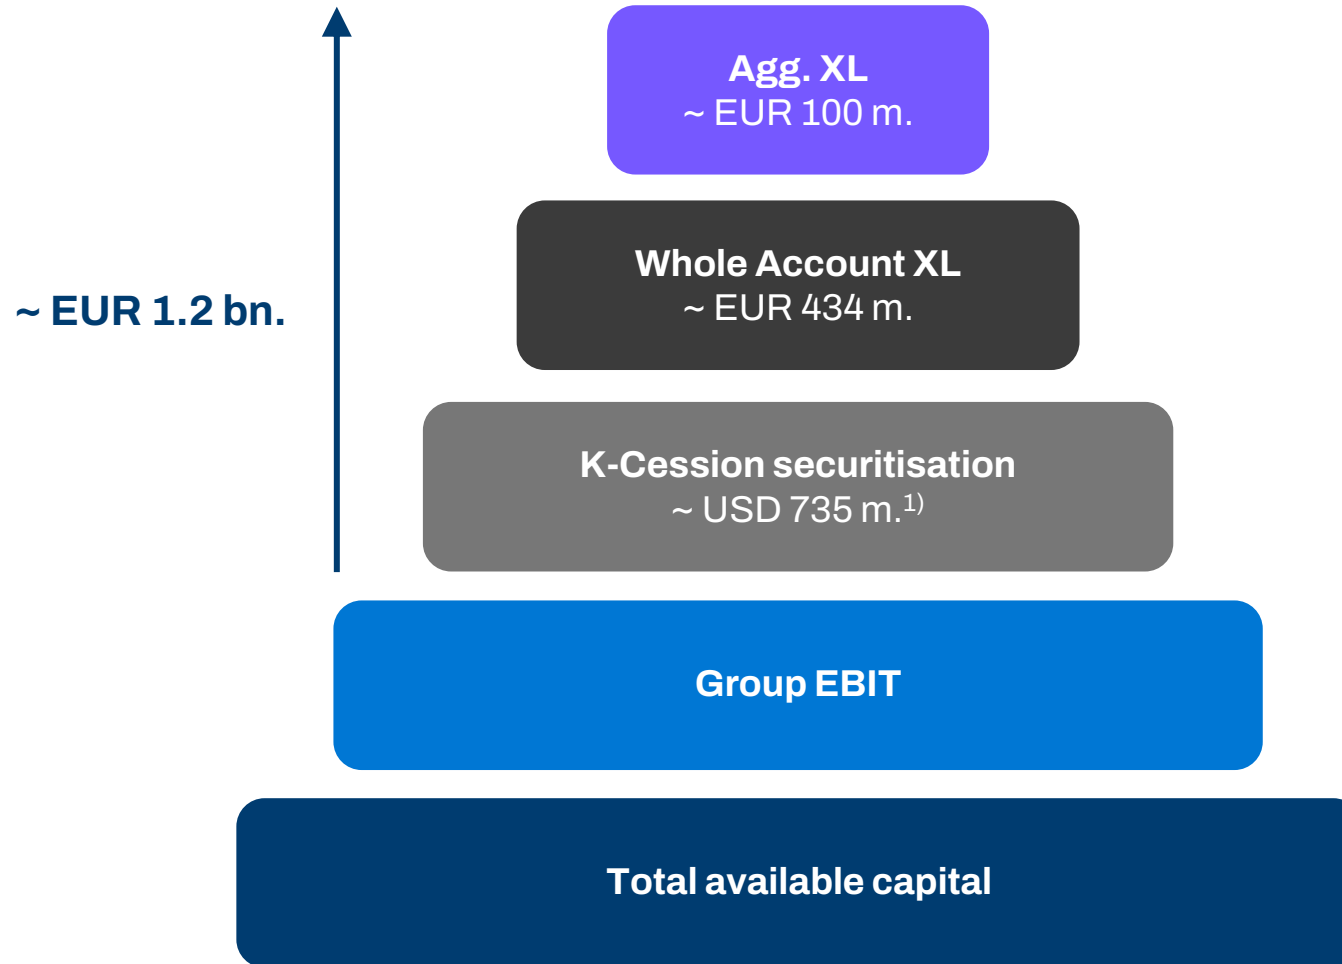 Agg. XL
~ EUR 100 m.
Whole Account XL
~ EUR 434 m.
~ EUR 1.2 bn.
K-Cession securitisation
~ USD 735 m.1)
Group EBIT
Total available capital